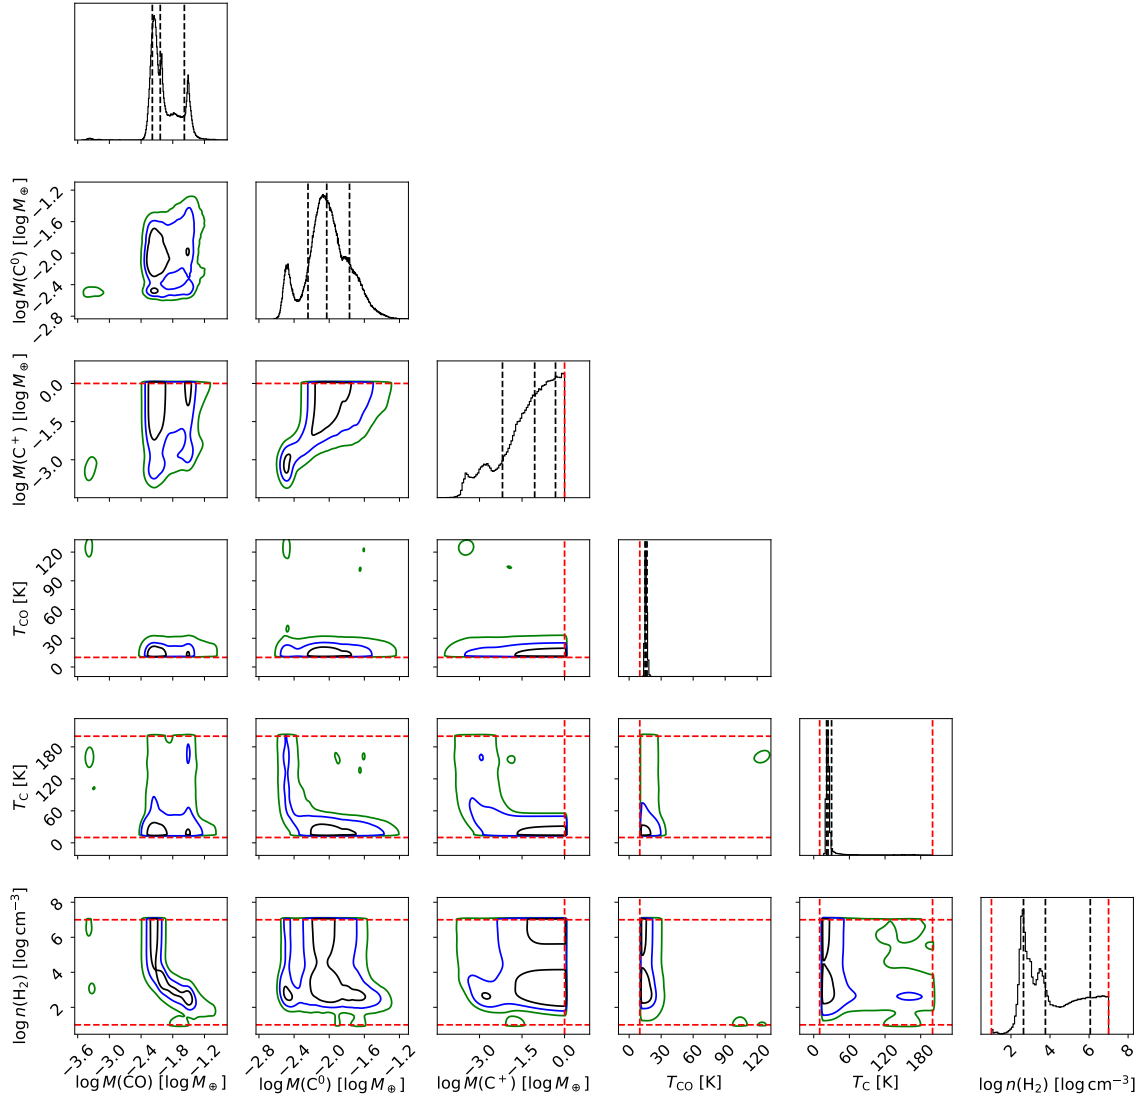 −1.2
−1.6
−2.0
−2.4
−2.8
log M(C⁰) [log M⊕]
0.0
−1.5
−3.0
log M(C⁺) [log M⊕]
120
90
60
30
0
T_CO [K]
180
120
60
0
T_C [K]
8
6
4
2
log n(H₂) [log cm⁻³]
−3.6 −3.0 −2.4 −1.8 −1.2
log M(CO) [log M⊕]
−2.8 −2.4 −2.0 −1.6 −1.2
log M(C⁰) [log M⊕]
−3.0 −1.5 0.0
log M(C⁺) [log M⊕]
0 30 60 90 120
T_CO [K]
0 60 120 180
T_C [K]
2 4 6 8
log n(H₂) [log cm⁻³]